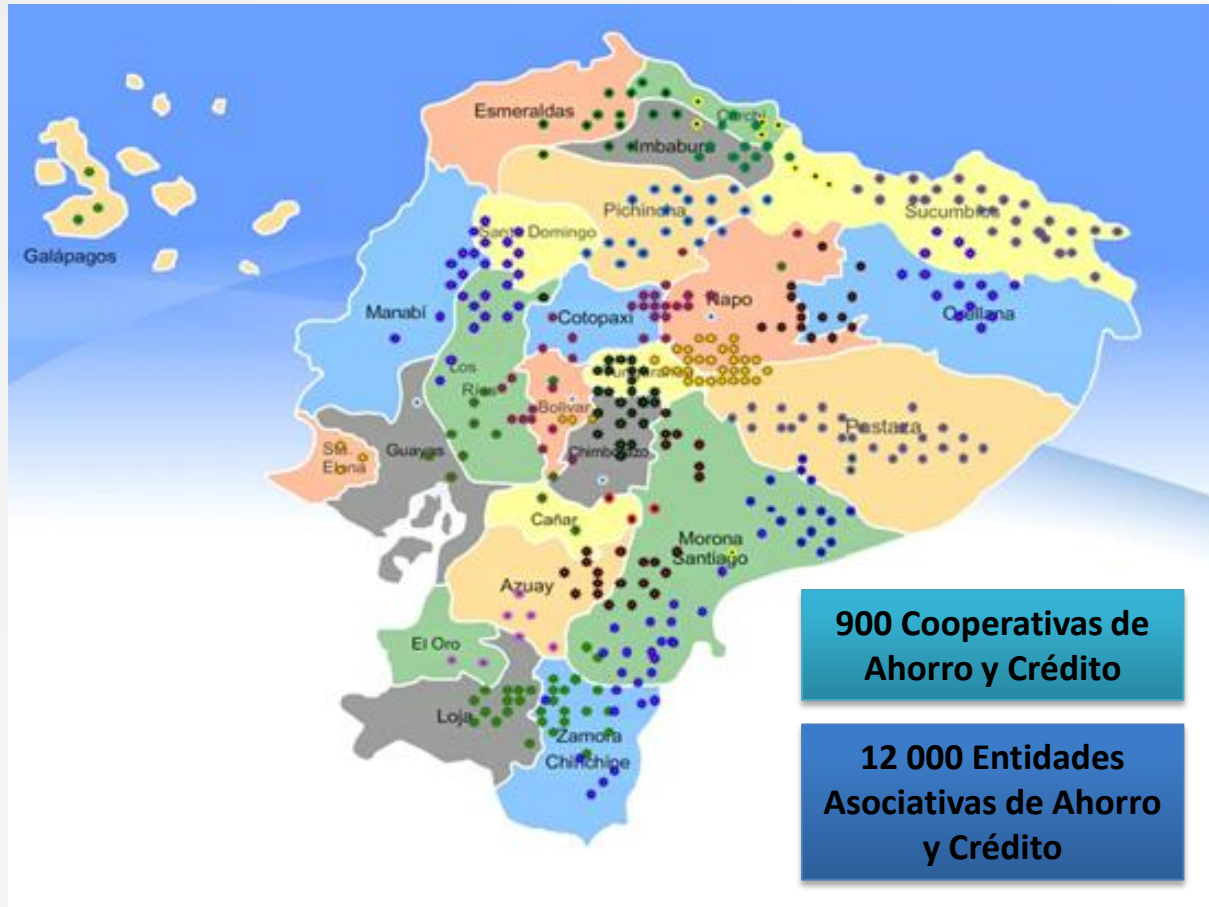 Esmeraldas
Carchi
Imbabura
Pichincha
Sucumbios
Santo Domingo
Galápagos
Manabí
Cotopaxi
Napo
Orellana
Los
Ríos
Bolívar
Pastaza
Sta.
Elena
Guayas
Chimborazo
Cañar
Morona
Santiago
Azuay
El Oro
Loja
Zamora
Chinchipe
900 Cooperativas de
Ahorro y Crédito
12 000 Entidades
Asociativas de Ahorro
y Crédito